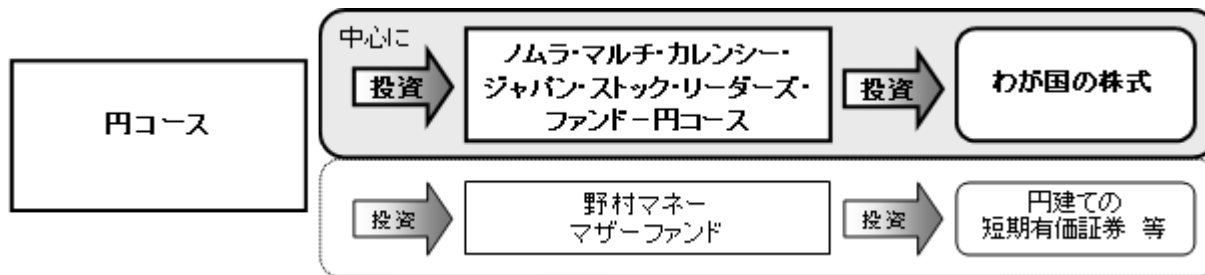 円コース
中心に
投資
ノムラ・マルチ・カレンシー・
ジャパン・ストック・リーダーズ・
ファンド－円コース
投資
わが国の株式
投資
野村マネー
マザーファンド
投資
円建ての
短期有価証券 等